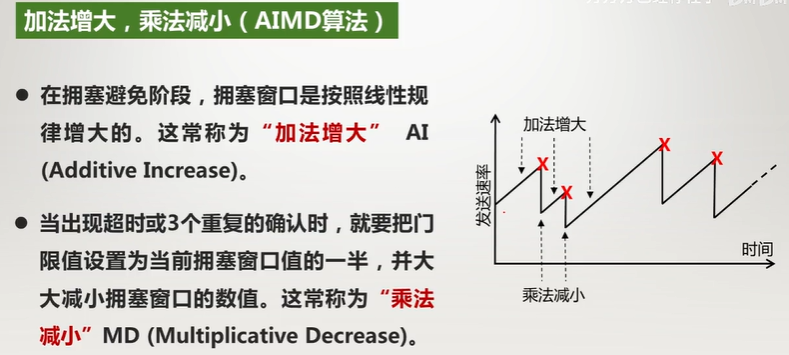 加法增大，乘法减小（AIMD算法）
● 在拥塞避免阶段，拥塞窗口是按照线性规
律增大的。这常称为“加法增大” AI
(Additive Increase)。
● 当出现超时或3个重复的确认时，就要把门
限值设置为当前拥塞窗口值的一半，并大
大减小拥塞窗口的数值。这常称为“乘法
减小”MD (Multiplicative Decrease)。
加法增大
X
X
X
X
发送速率
时间
乘法减小